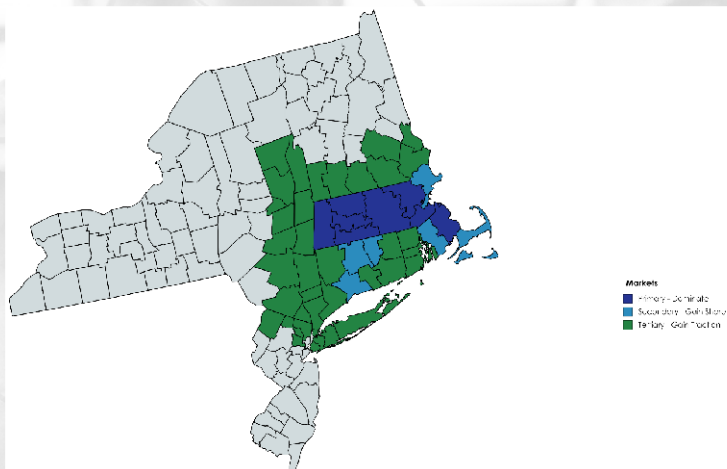 Markets
Primary - Dominate
Secondary - Gain Share
Tertiary - Gain Traction